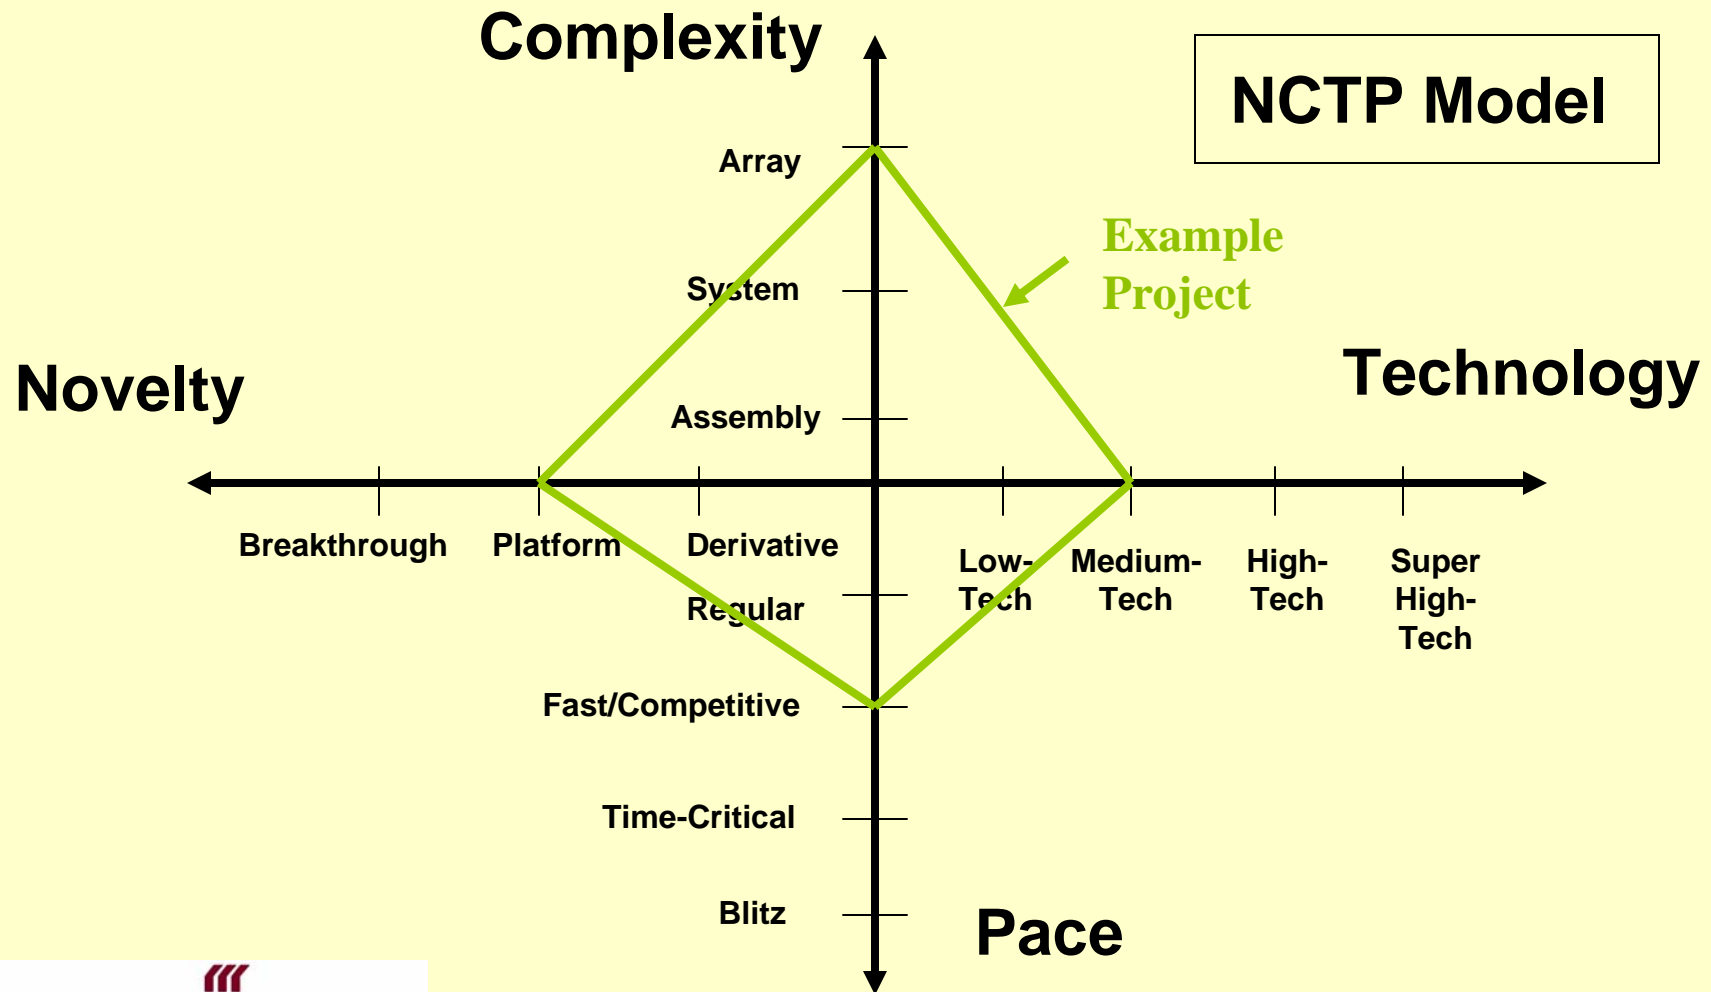 Complexity
NCTP Model
Array
Example
Project
System
Technology
Novelty
Assembly
Breakthrough
Platform
Derivative
Low-
Tech
Medium-
Tech
High-
Tech
Super
High-
Tech
Regular
Fast/Competitive
Time-Critical
Blitz
Pace